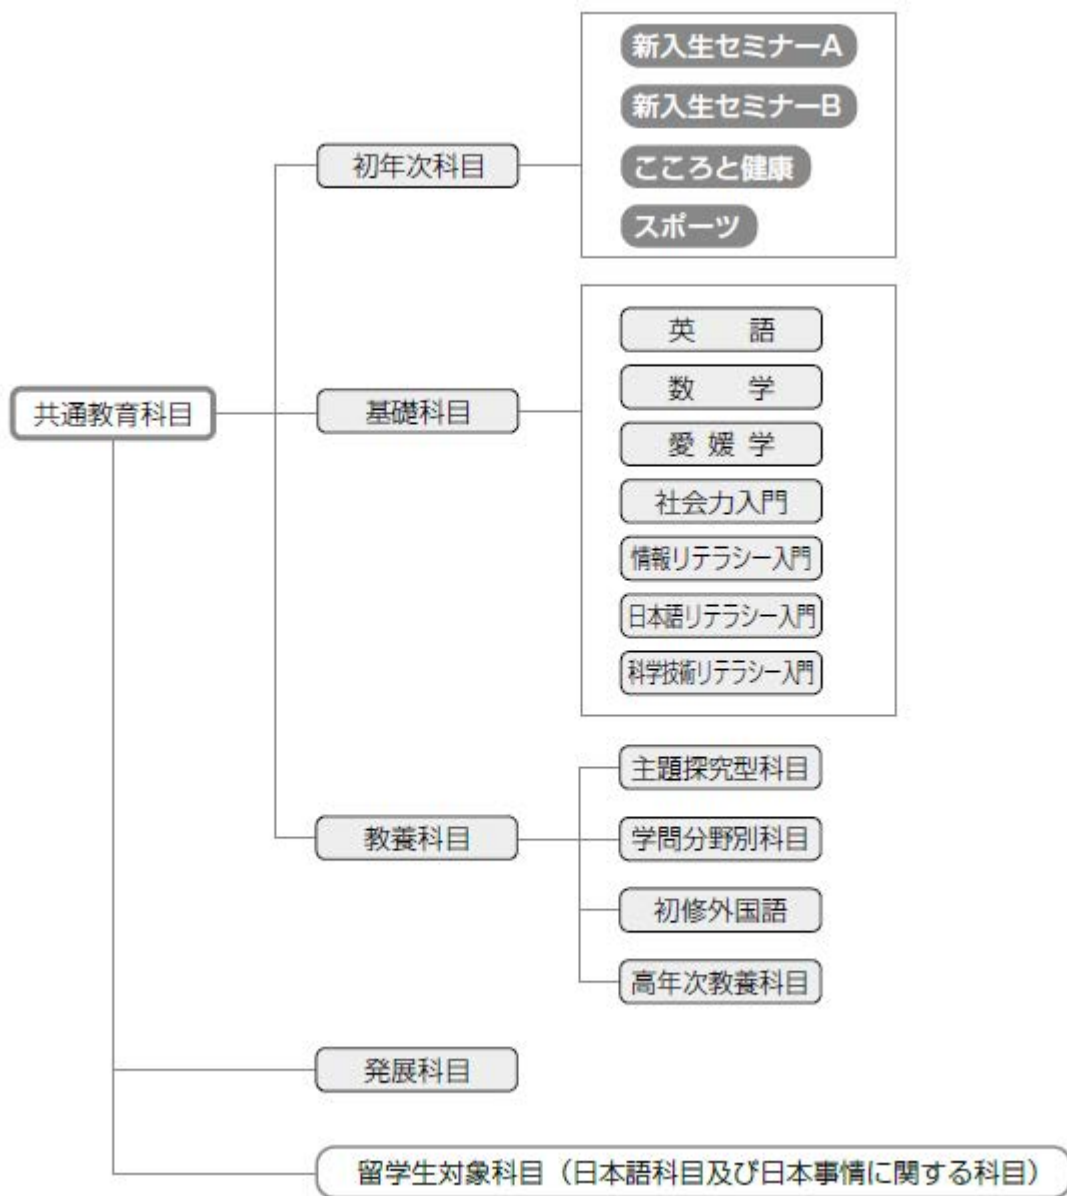 共通教育科目
初年次科目
新入生セミナーA
新入生セミナーB
こころと健康
スポーツ
基礎科目
英　語
数　学
愛 媛 学
社会力入門
情報リテラシー入門
日本語リテラシー入門
科学技術リテラシー入門
教養科目
主題探究型科目
学問分野別科目
初修外国語
高年次教養科目
発展科目
留学生対象科目（日本語科目及び日本事情に関する科目）